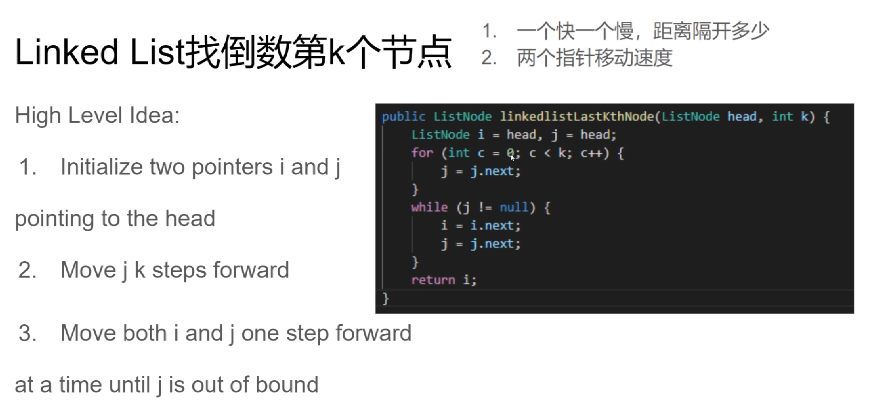 Linked List找倒数第k个节点
1. 一个快一个慢，距离隔开多少
2. 两个指针移动速度
High Level Idea:
1. Initialize two pointers i and j
pointing to the head
2. Move j k steps forward
3. Move both i and j one step forward
at a time until j is out of bound
public ListNode linkedlistLastKthNode(ListNode head, int k) {
ListNode i = head, j = head;
for (int c = 0; c < k; c++) {
j = j.next;
}
while (j != null) {
i = i.next;
j = j.next;
}
return i;
}